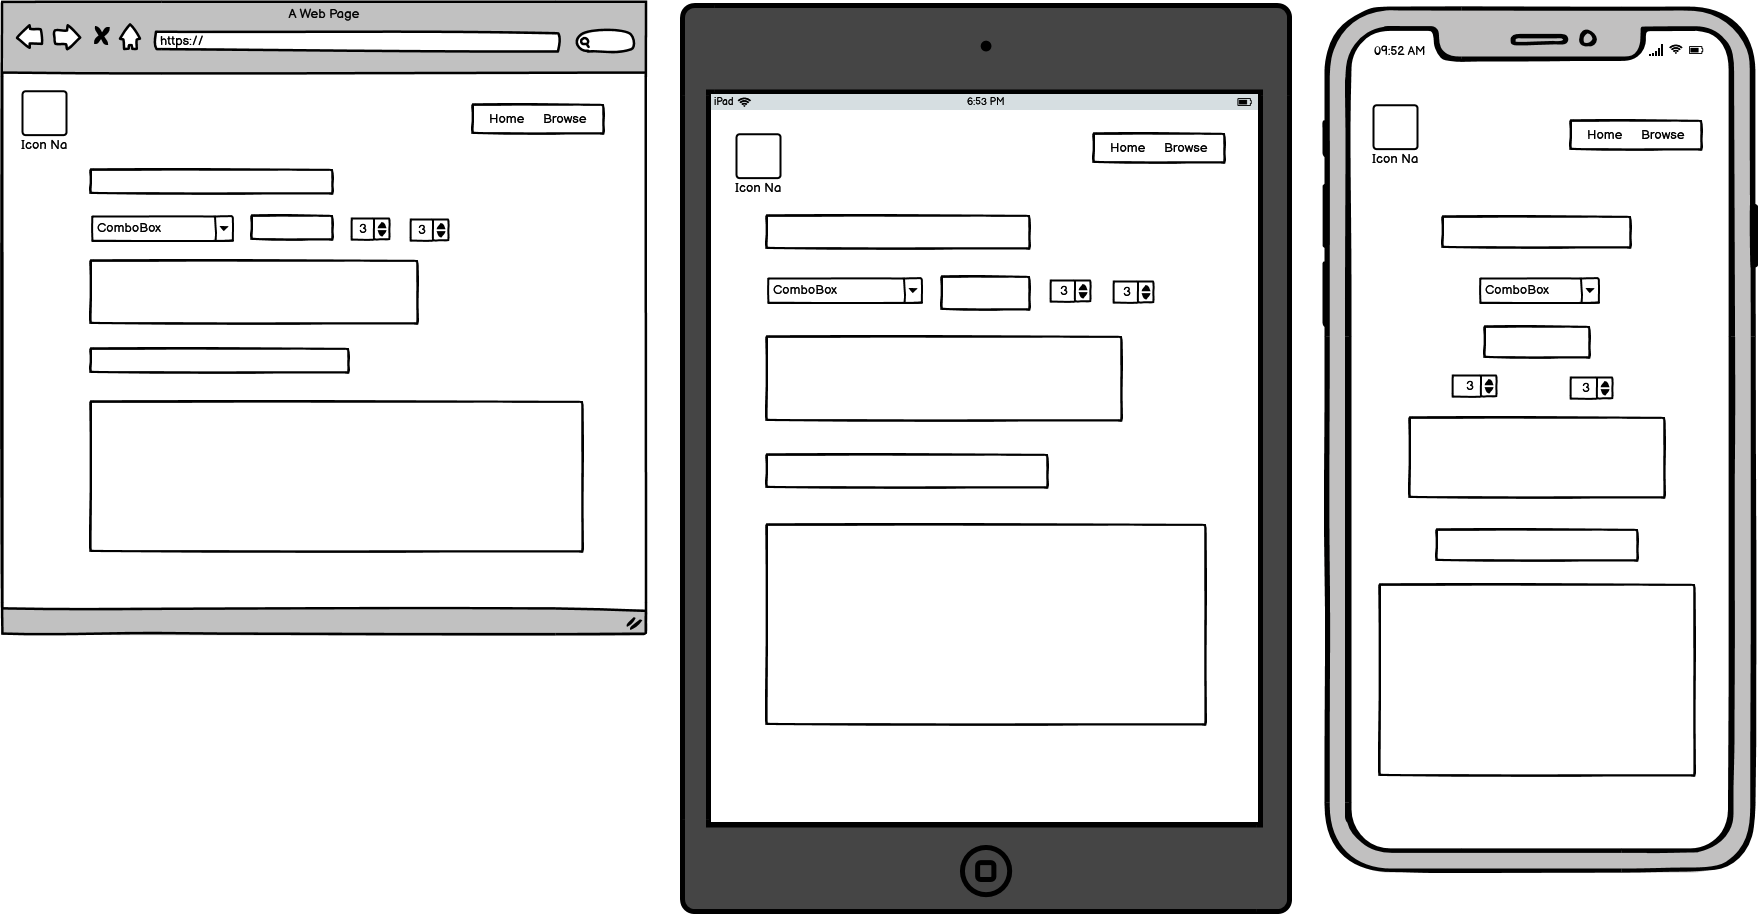 A Web Page
https://
Icon Na
Home Browse
ComboBox
3
3
iPad
6:53 PM
Icon Na
Home Browse
ComboBox
3
3
09:52 AM
Icon Na
Home Browse
ComboBox
3
3